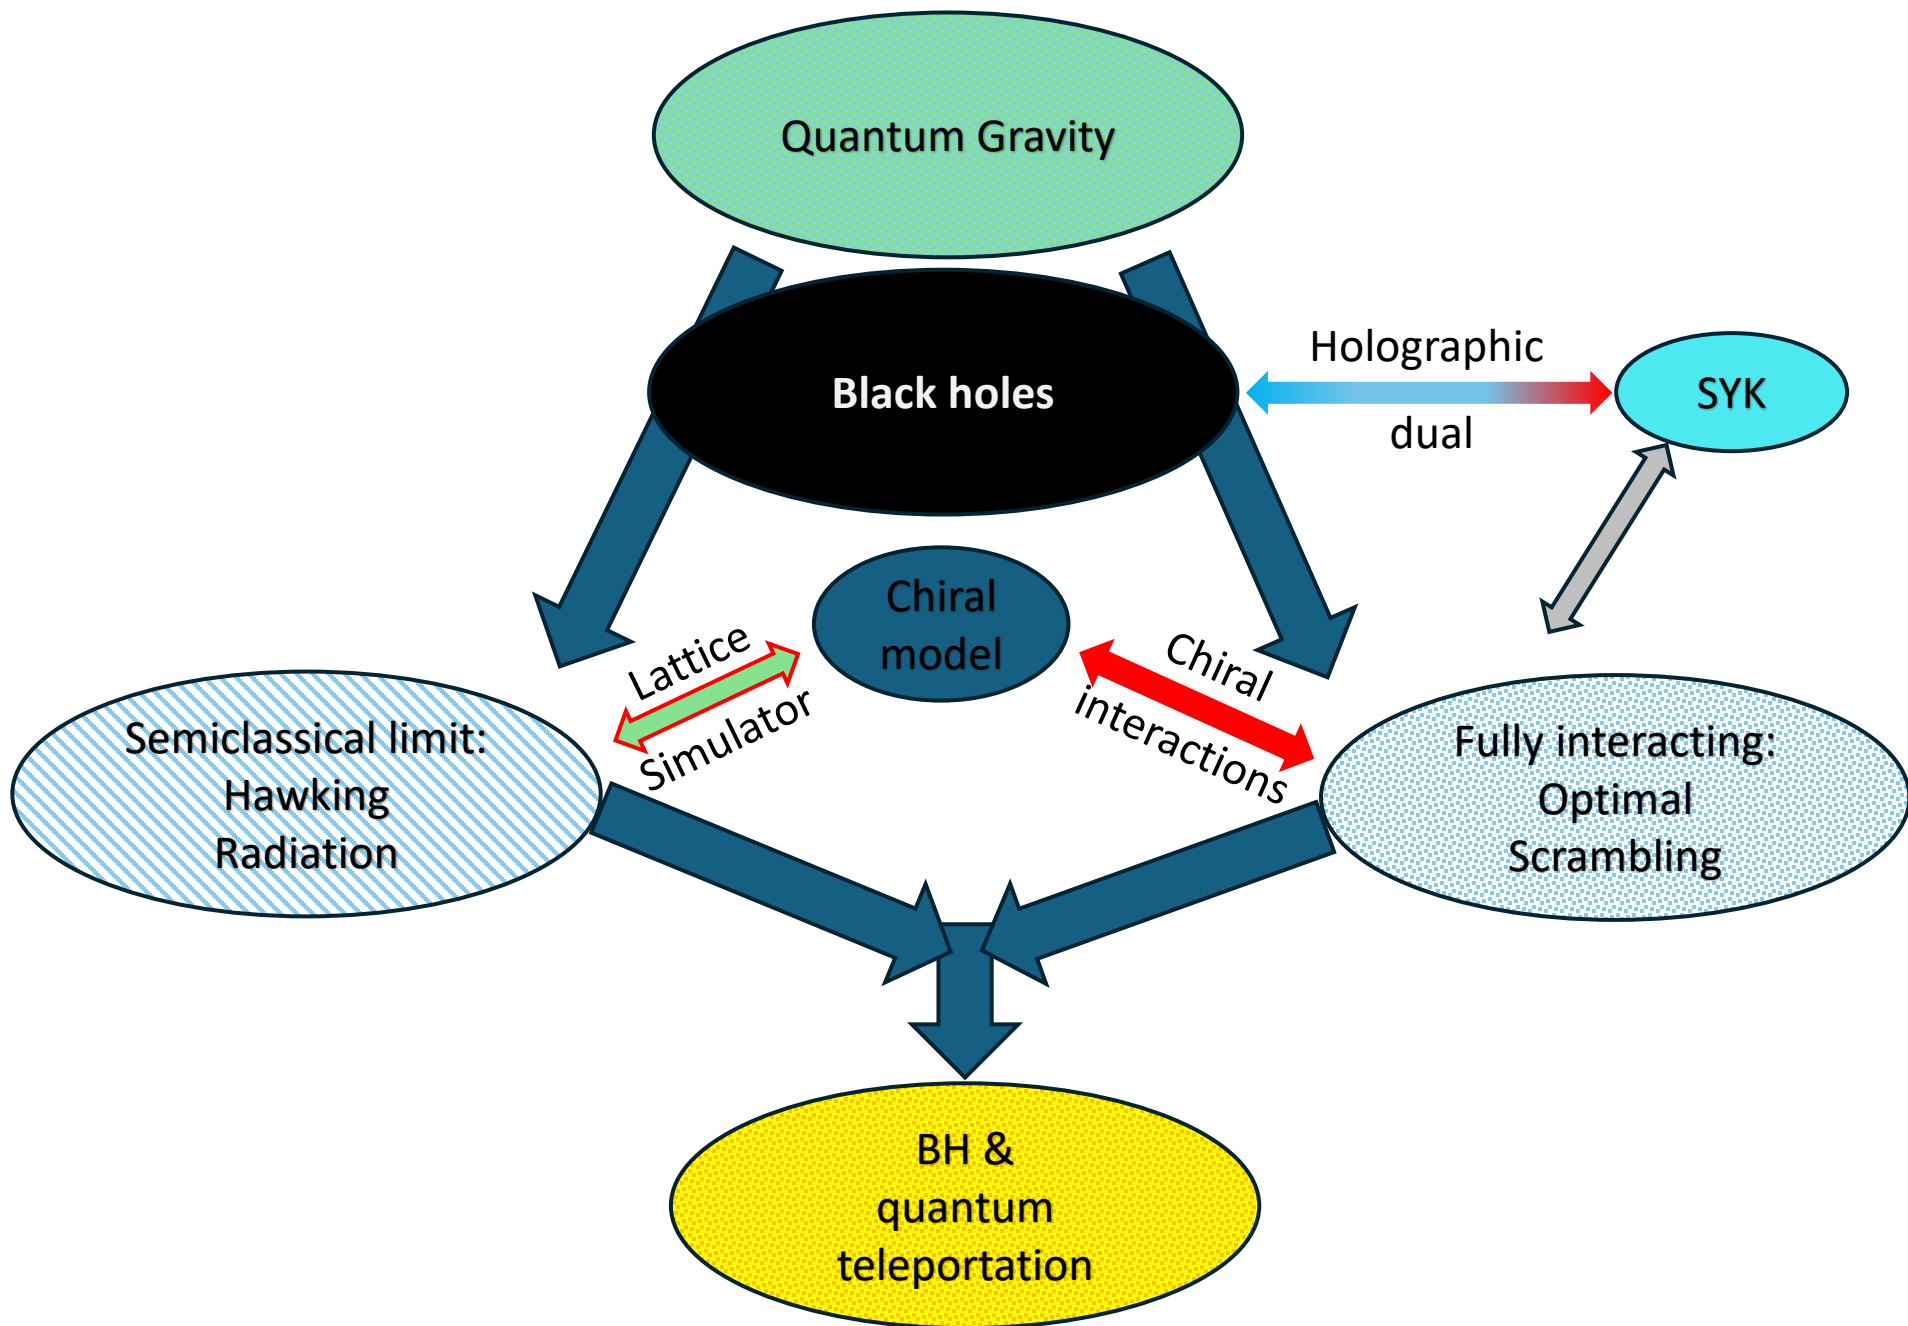 Quantum Gravity
Black holes
Holographic
dual
SYK
Chiral
model
Lattice
Simulator
Chiral
interactions
Semiclassical limit:
Hawking
Radiation
Fully interacting:
Optimal
Scrambling
BH &
quantum
teleportation